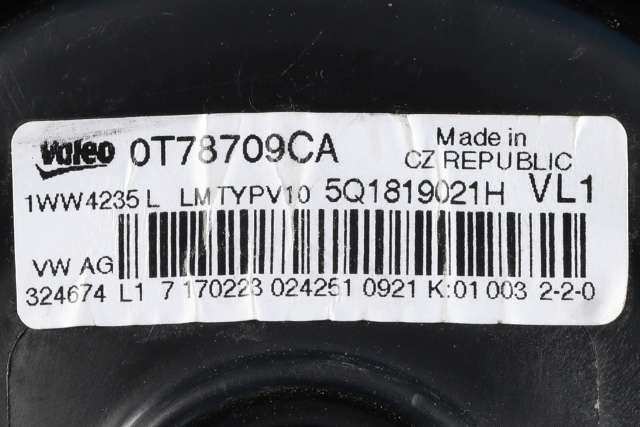 Valeo 0T78709CA Made in
CZ REPUBLIC
1WW4235 L LMTYPV10 5Q1819021H VL1
VW AG
324674 L1 7 170223 024251 0921 K:01 003 2-2-0